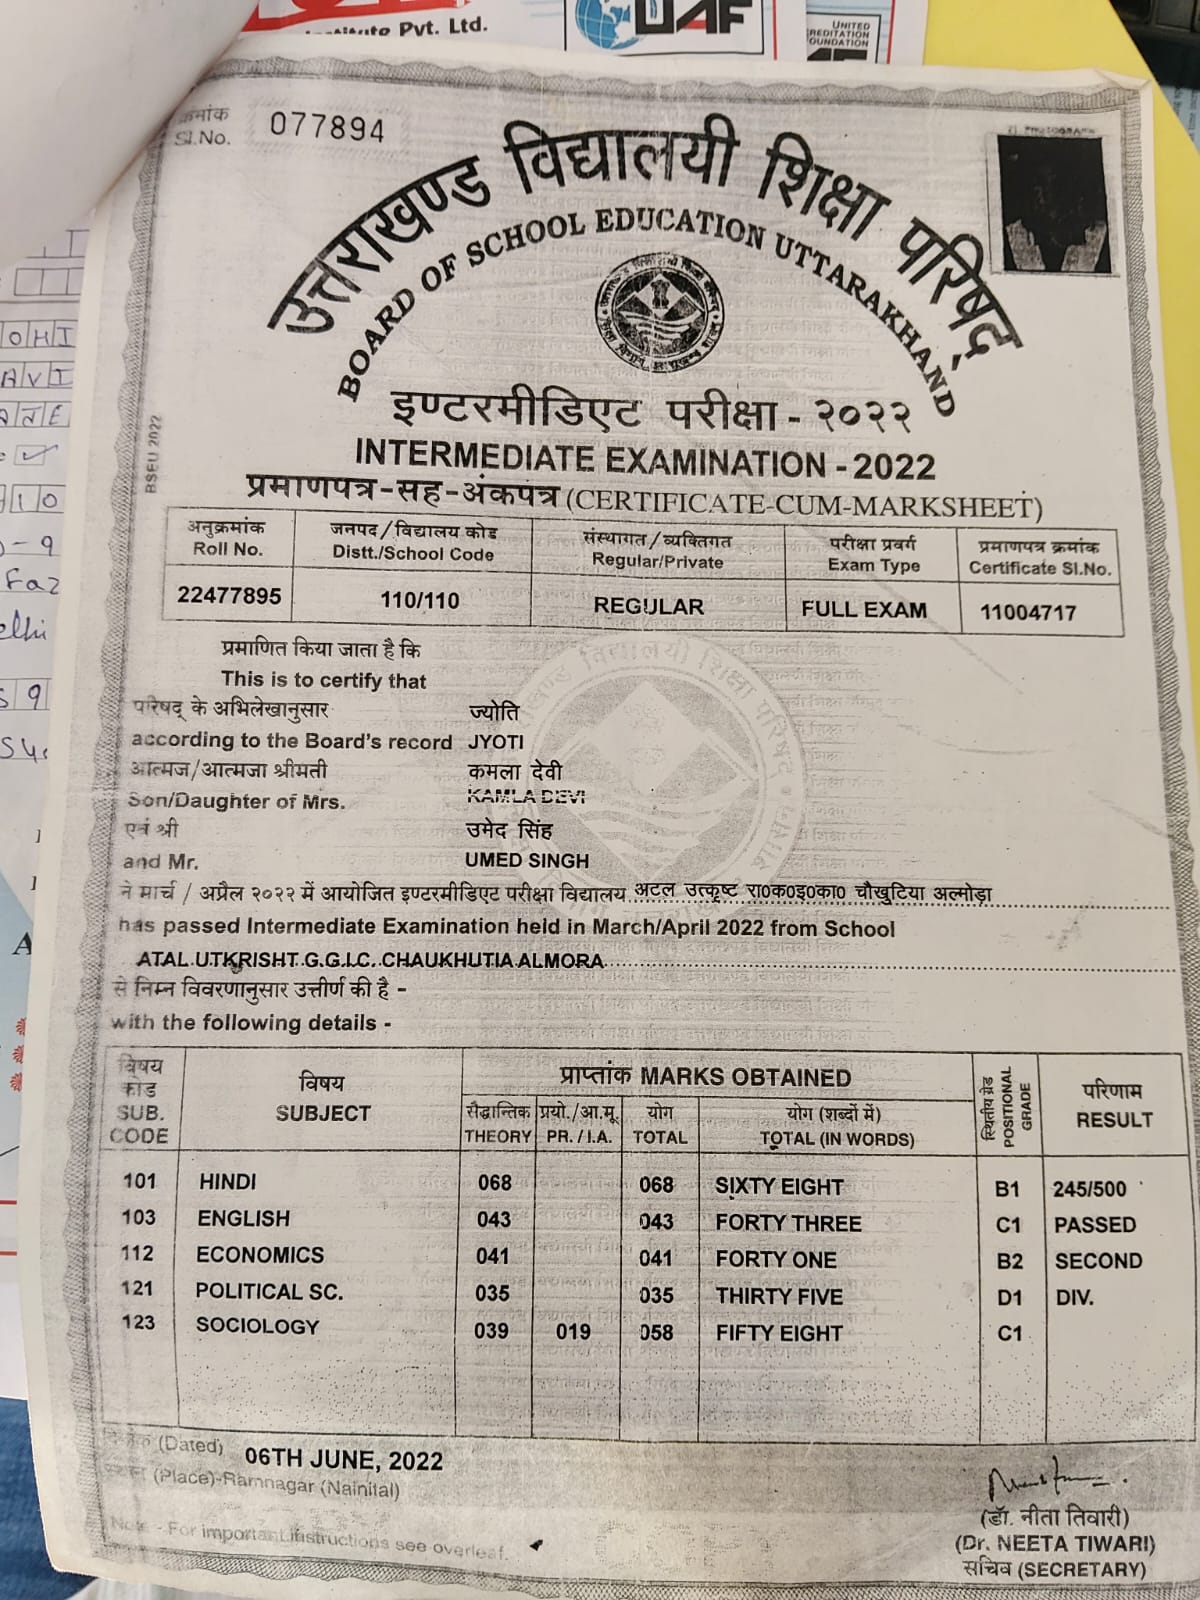 Institute Pvt. Ltd.
UAF
UNITED
FOUNDATION
क्रमांक
Sl.No. 077894
उत्तराखण्ड विद्यालयी शिक्षा परिषद्
BOARD OF SCHOOL EDUCATION UTTARAKHAND
इण्टरमीडिएट परीक्षा - २०२२
INTERMEDIATE EXAMINATION - 2022
प्रमाणपत्र-सह-अंकपत्र (CERTIFICATE-CUM-MARKSHEET)
BSEU 2022
अनुक्रमांक जनपद/विद्यालय कोड संस्थागत/व्यक्तिगत परीक्षा प्रवर्ग प्रमाणपत्र क्रमांक
Roll No. Distt./School Code Regular/Private Exam Type Certificate Sl.No.
22477895 110/110 REGULAR FULL EXAM 11004717
प्रमाणित किया जाता है कि
This is to certify that
परिषद् के अभिलेखानुसार ज्योति
according to the Board's record JYOTI
आत्मज/आत्मजा श्रीमती कमला देवी
Son/Daughter of Mrs. KAMLA DEVI
एवं श्री उमेद सिंह
and Mr. UMED SINGH
ने मार्च / अप्रैल २०२२ में आयोजित इण्टरमीडिएट परीक्षा विद्यालय अटल उत्कृष्ट रा०क०इ०का० चौखुटिया अल्मोड़ा
has passed Intermediate Examination held in March/April 2022 from School
ATAL UTKRISHT G.G.I.C. CHAUKHUTIA ALMORA
से निम्न विवरणानुसार उत्तीर्ण की है -
with the following details -
विषय कोड विषय प्राप्तांक MARKS OBTAINED स्थितीय ग्रेड परिणाम
SUB. CODE SUBJECT POSITIONAL GRADE RESULT
सैद्धान्तिक प्रयो./आ.मू. योग योग (शब्दों में)
THEORY PR./I.A. TOTAL TOTAL (IN WORDS)
101 HINDI 068 068 SIXTY EIGHT B1 245/500
103 ENGLISH 043 043 FORTY THREE C1 PASSED
112 ECONOMICS 041 041 FORTY ONE B2 SECOND
121 POLITICAL SC. 035 035 THIRTY FIVE D1 DIV.
123 SOCIOLOGY 039 019 058 FIFTY EIGHT C1
(Dated) 06TH JUNE, 2022
(Place)-Ramnagar (Nainital)
Note - For important instructions see overleaf.
(डॉ. नीता तिवारी)
(Dr. NEETA TIWARI)
सचिव (SECRETARY)